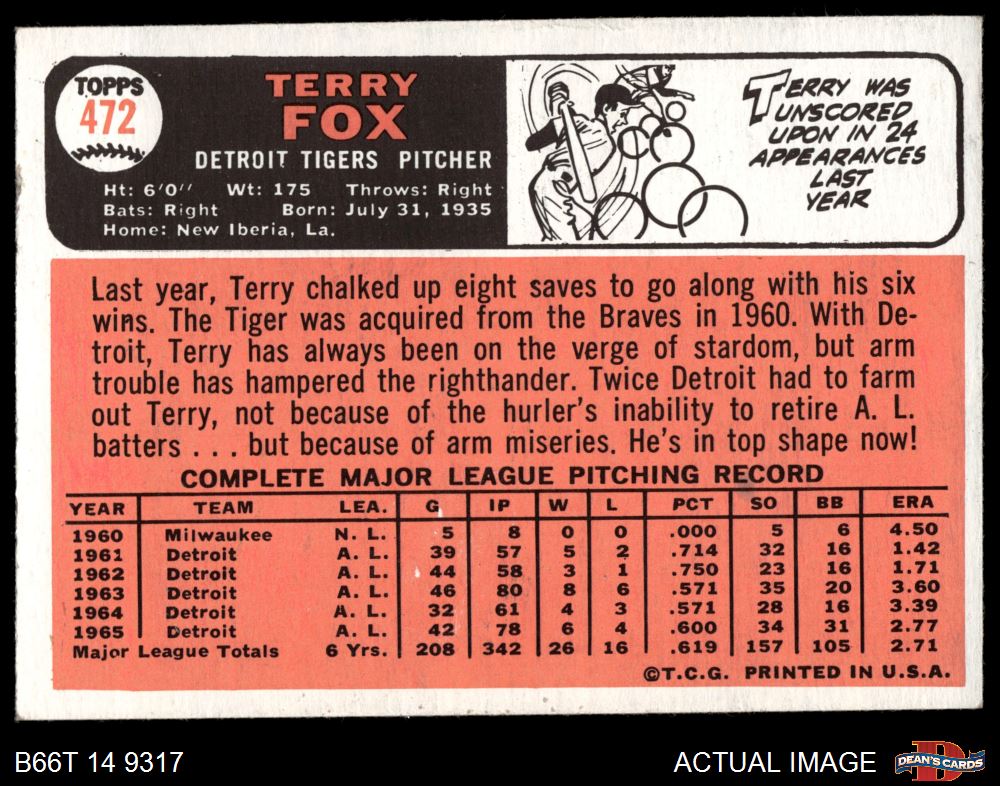 TOPPS
472
TERRY
FOX
DETROIT TIGERS PITCHER
Ht: 6'0'' Wt: 175 Throws: Right
Bats: Right Born: July 31, 1935
Home: New Iberia, La.
TERRY WAS
UNSCORED
UPON IN 24
APPEARANCES
LAST
YEAR
Last year, Terry chalked up eight saves to go along with his six
wins. The Tiger was acquired from the Braves in 1960. With De-
troit, Terry has always been on the verge of stardom, but arm
trouble has hampered the righthander. Twice Detroit had to farm
out Terry, not because of the hurler's inability to retire A. L.
batters . . . but because of arm miseries. He's in top shape now!
COMPLETE MAJOR LEAGUE PITCHING RECORD
YEAR TEAM LEA. G IP W L PCT SO BB ERA
1960 Milwaukee N. L. 5 8 0 0 .000 5 6 4.50
1961 Detroit A. L. 39 57 5 2 .714 32 16 1.42
1962 Detroit A. L. 44 58 3 1 .750 23 16 1.71
1963 Detroit A. L. 46 80 8 6 .571 35 20 3.60
1964 Detroit A. L. 32 61 4 3 .571 28 16 3.39
1965 Detroit A. L. 42 78 6 4 .600 34 31 2.77
Major League Totals 6 Yrs. 208 342 26 16 .619 157 105 2.71
©T.C.G. PRINTED IN U.S.A.
B66T 14 9317
ACTUAL IMAGE
DEAN'S CARDS